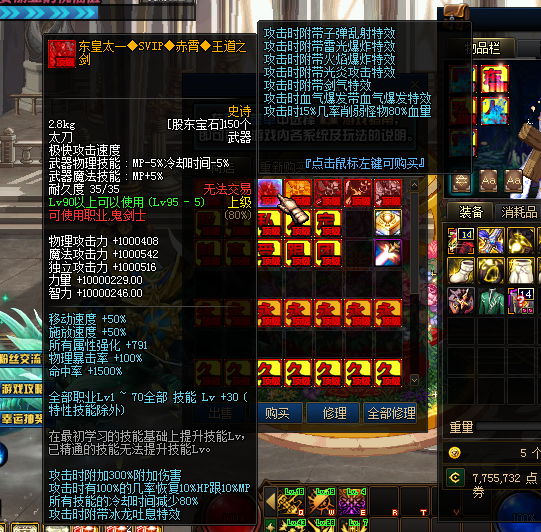 东皇太一◆SVIP◆赤霄◆王道之
剑
史诗
2.8kg
[股东宝石]150个
太刀
武器
极快攻击速度
武器物理技能：MP-5%冷却时间-5%
武器魔法技能：MP+5%
耐久度 35/35
无法交易
Lv90以上可以使用 (Lv95 - 5)
上级
可使用职业:鬼剑士
(80%)
物理攻击力 +1000408
魔法攻击力 +1000542
独立攻击力 +1000516
力量 +10000229.00
智力 +10000246.00
移动速度 +50%
施放速度 +50%
所有属性强化 +791
物理暴击率 +100%
命中率 +1500%
全部职业Lv1 ~ 70全部 技能 Lv +30 (
特性技能除外)
在最初学习的技能基础上提升技能Lv,
已精通的技能无法提升技能Lv。
攻击时附加300%附加伤害
攻击时有100%的几率恢复10%HP跟10%MP
所有技能的冷却时间减少80%
攻击时附带冰龙吐息特效
攻击时附带子弹乱射特效
攻击时附带雷光爆炸特效
攻击时附带火焰爆炸特效
攻击时附带光炎攻击特效
攻击时附带剑气特效
攻击时血气爆发带血气爆发特效
攻击时15%几率削弱怪物80%血量
『点击鼠标左键可购买』
物品栏
装备
消耗品
重量
5 个
7,755,732 点
券
出售
购买
修理
全部修理
粉丝交流
游戏攻略
幸运抽奖
100%